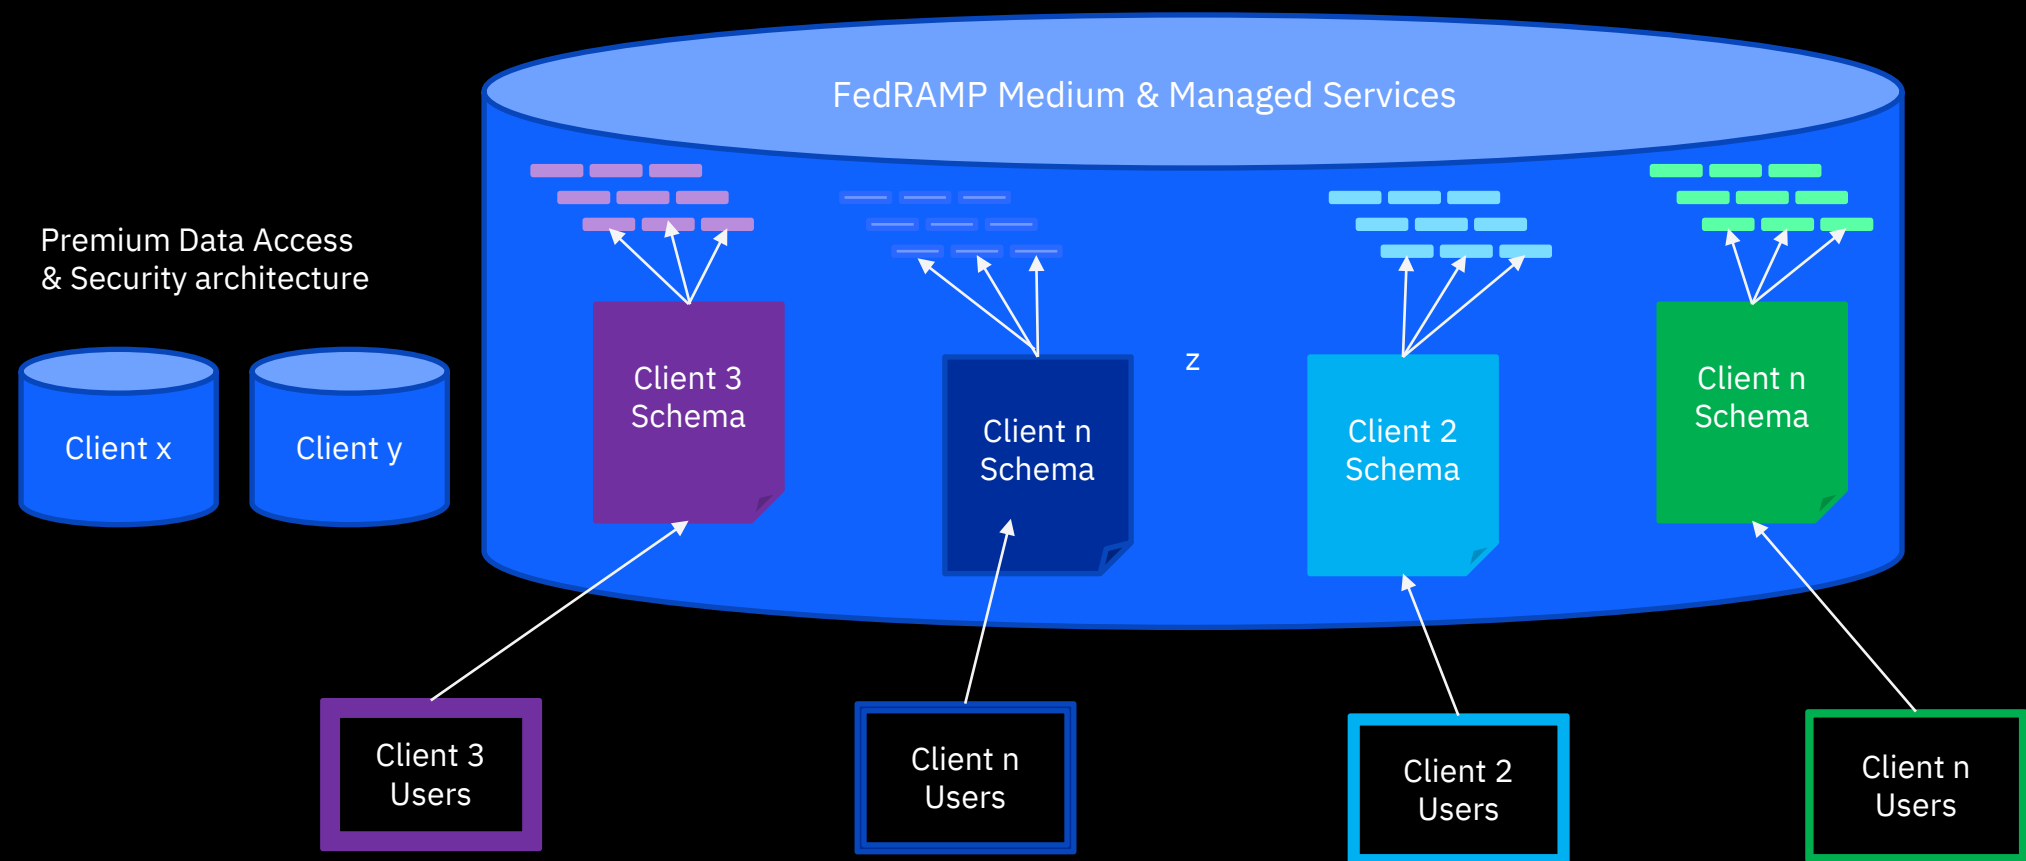 FedRAMP Medium & Managed Services
Premium Data Access
& Security architecture
Client x
Client y
Client 3
Schema
Client n
Schema
z
Client 2
Schema
Client n
Schema
Client 3
Users
Client n
Users
Client 2
Users
Client n
Users